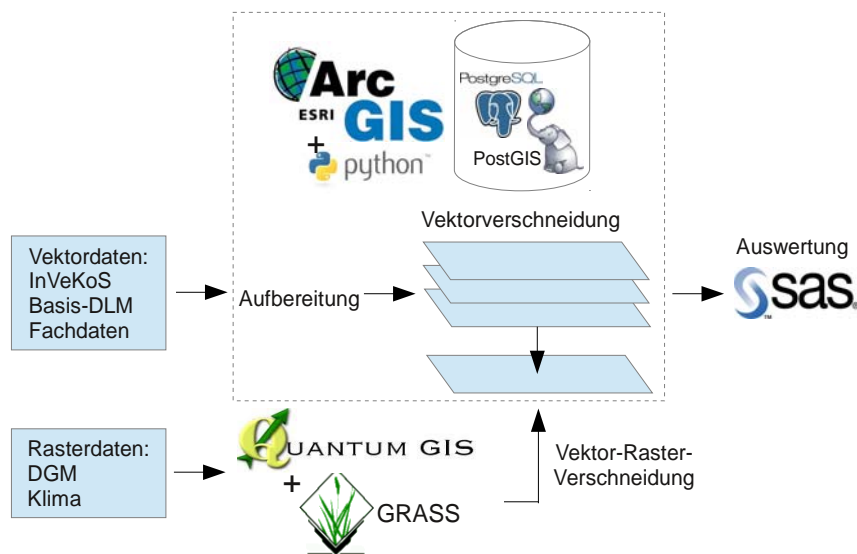 Arc
ESRI
GIS
+
python™
PostgreSQL
PostGIS
Vektorverschneidung
Vektordaten:
InVeKoS
Basis-DLM
Fachdaten
Aufbereitung
Auswertung
sas
Rasterdaten:
DGM
Klima
QUANTUM GIS
+
GRASS
Vektor-Raster-
Verschneidung